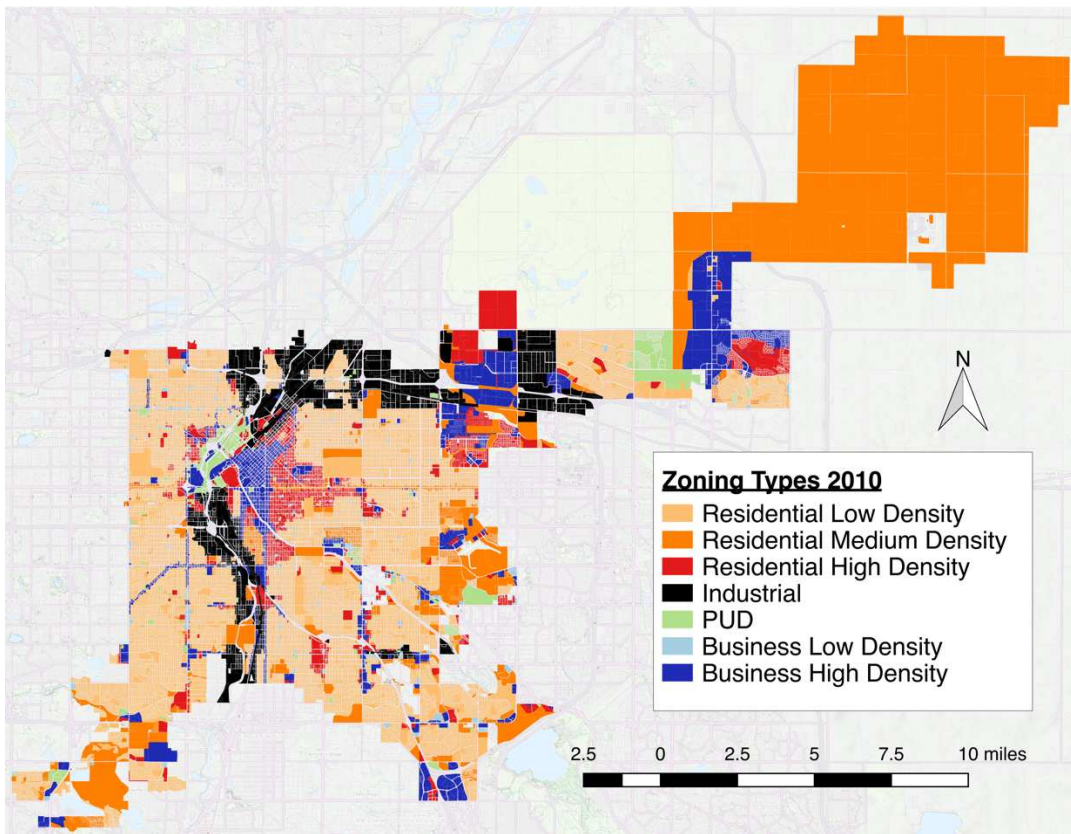 N
Zoning Types 2010
Residential Low Density
Residential Medium Density
Residential High Density
Industrial
PUD
Business Low Density
Business High Density
2.5 0 2.5 5 7.5 10 miles